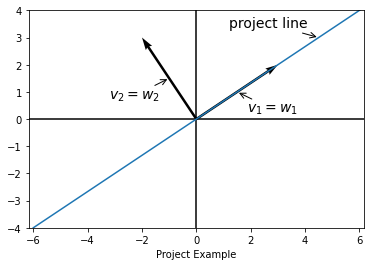 project line
v₂ = w₂
v₁ = w₁
4
3
2
1
0
−1
−2
−3
−4
−6 −4 −2 0 2 4 6
Project Example